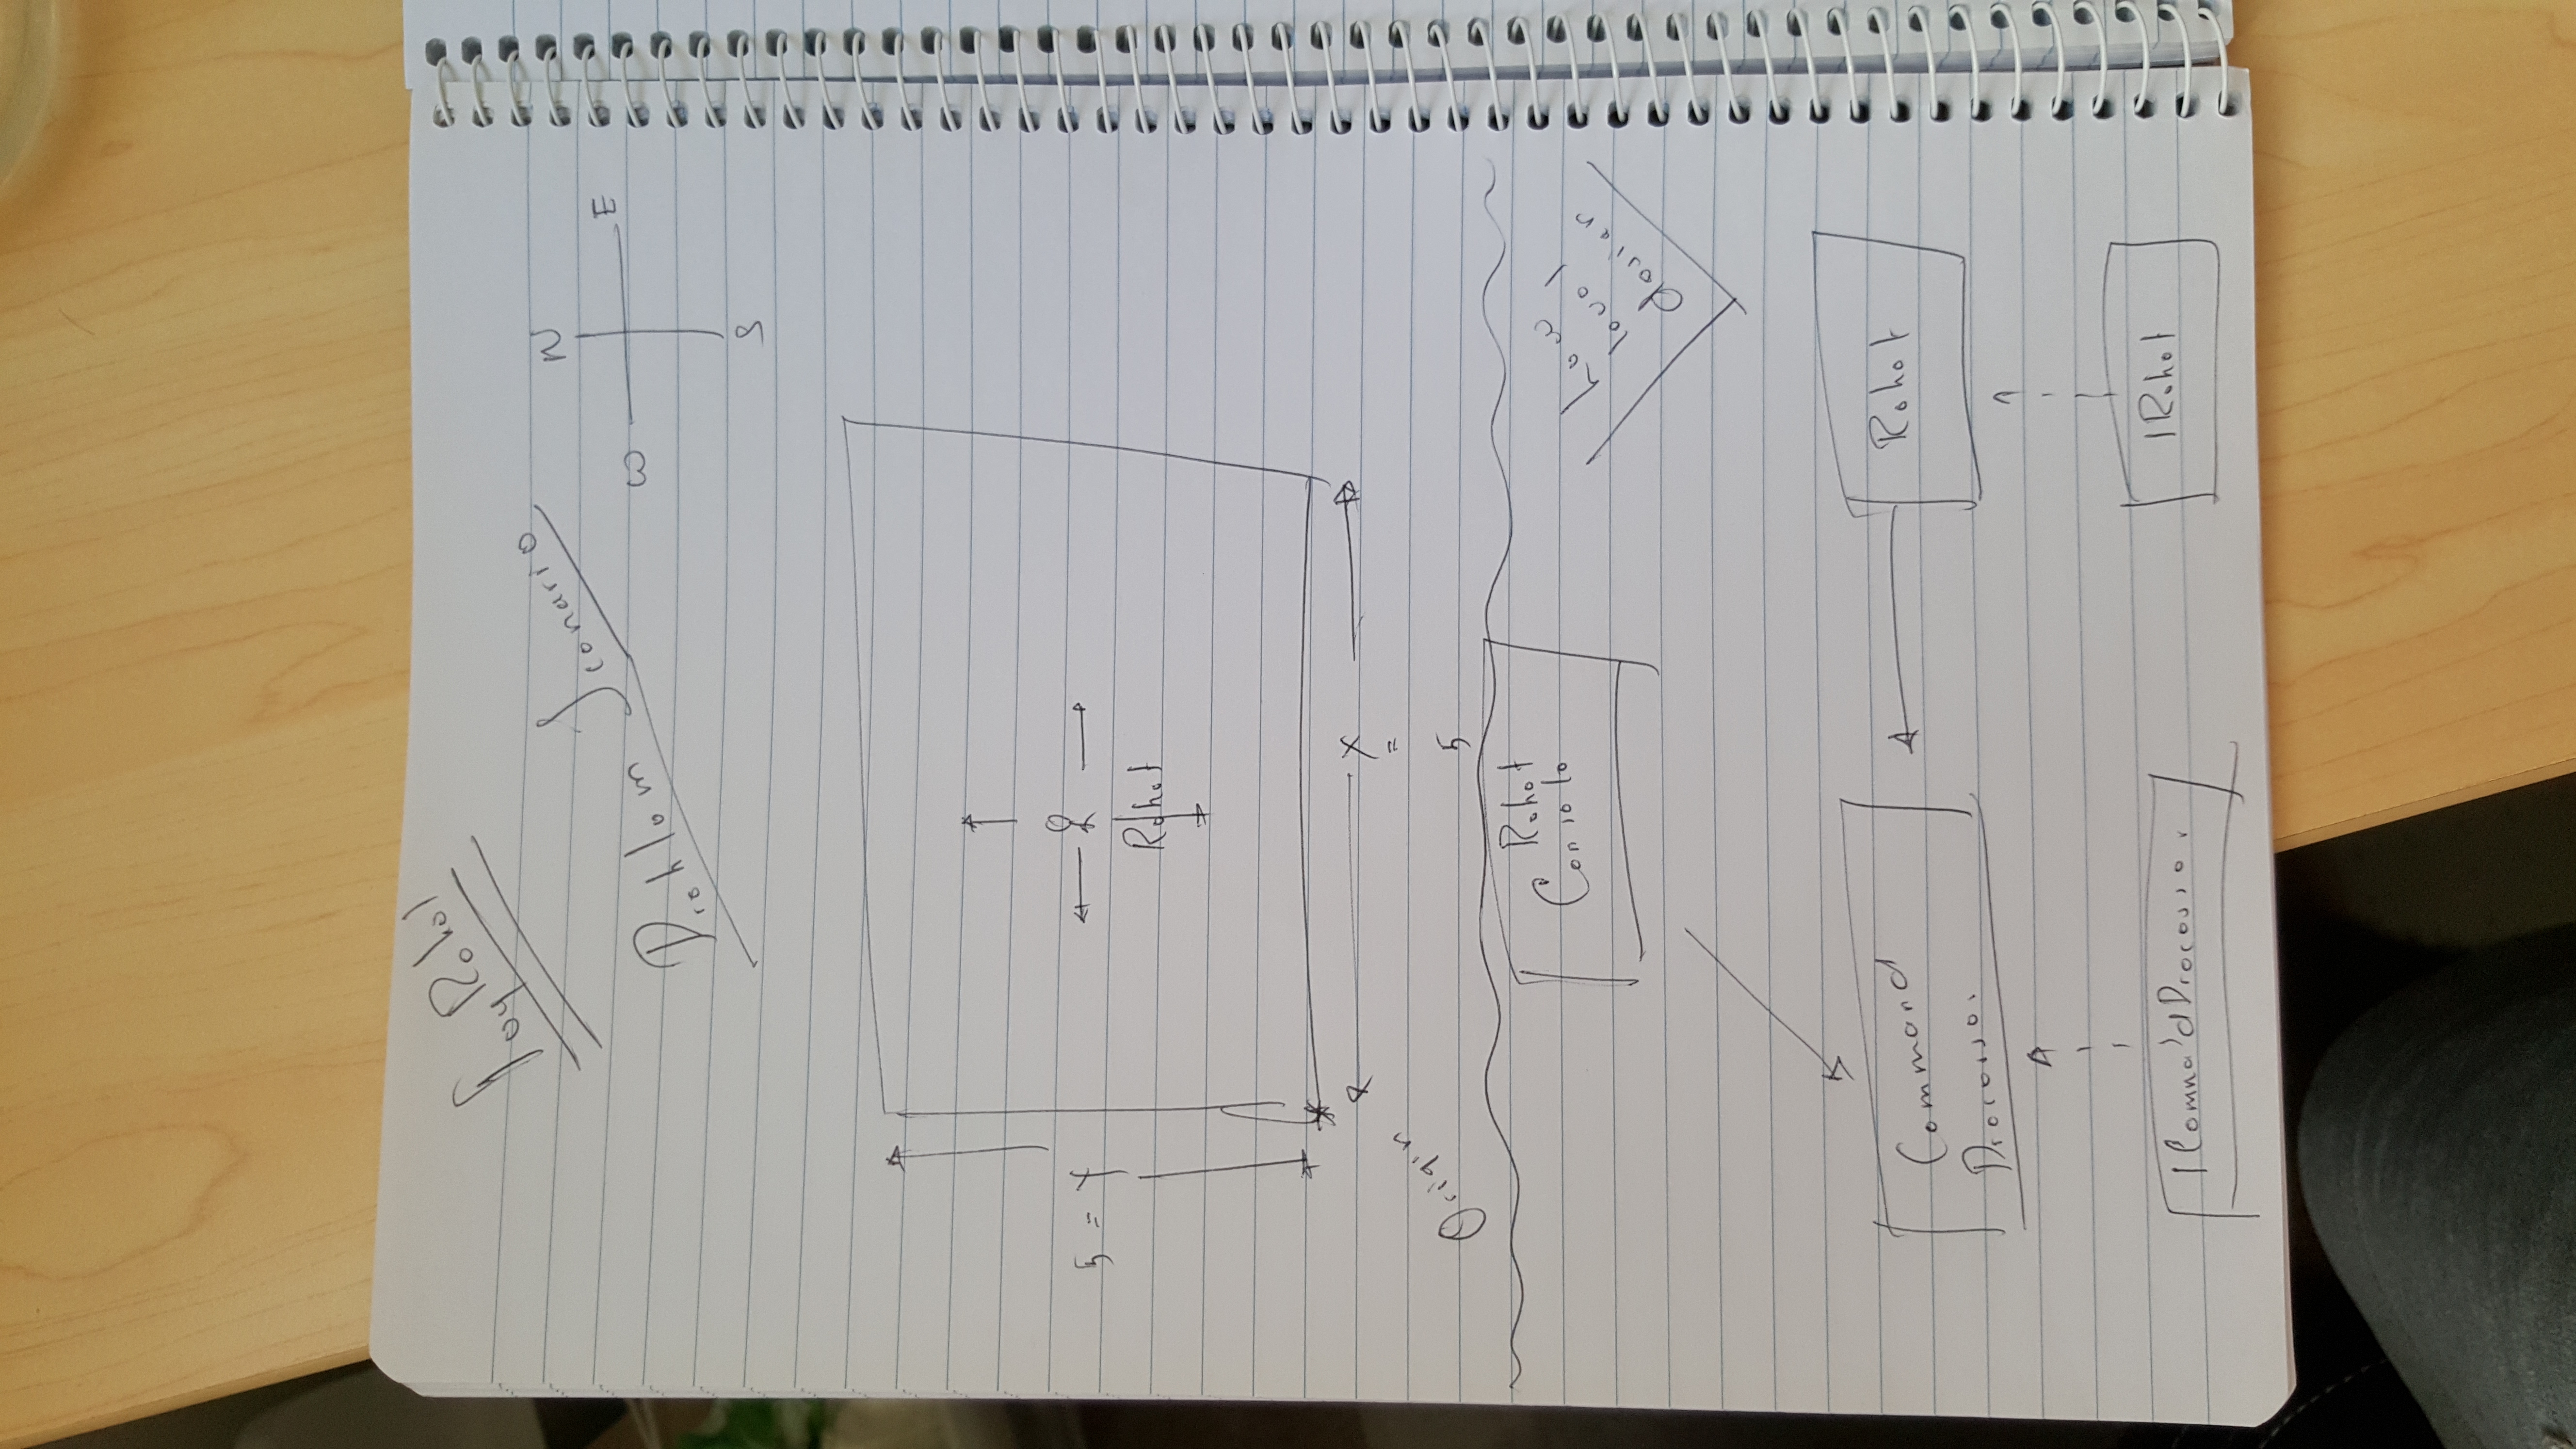 Toy Robot
Problem Scenario
N
W E
S
5 = Y
Robot
X
=
5
Origin
Robot
Console
Low
level
design
Command
Processor
Robot
ICommandProcessor
IRobot